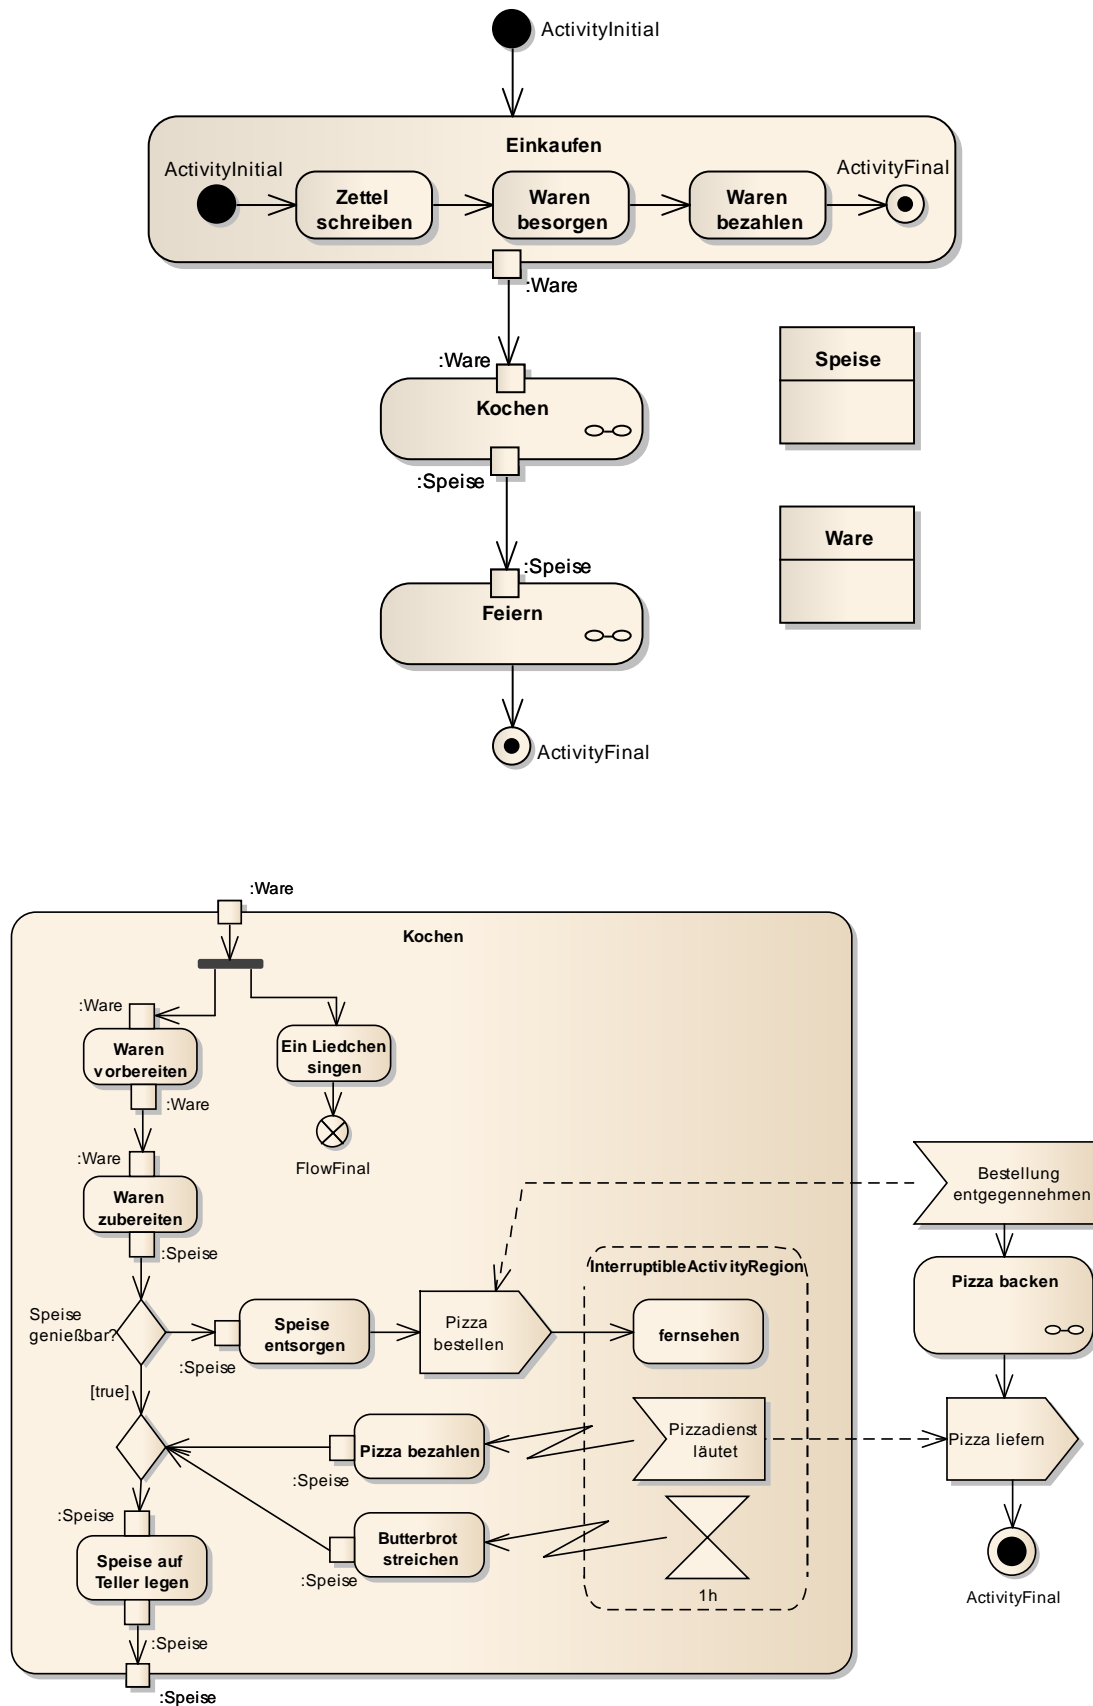 ActivityInitial
Einkaufen
ActivityInitial
ActivityFinal
Zettel
schreiben
Waren
besorgen
Waren
bezahlen
:Ware
:Ware
Kochen
:Speise
:Speise
Feiern
ActivityFinal
Speise
Ware
:Ware
Kochen
:Ware
Waren
vorbereiten
:Ware
Ein Liedchen
singen
FlowFinal
:Ware
Waren
zubereiten
:Speise
Speise
genießbar?
[true]
Speise
entsorgen
:Speise
Pizza
bestellen
InterruptibleActivityRegion
fernsehen
Pizzadienst
läutet
1h
Pizza bezahlen
:Speise
Butterbrot
streichen
:Speise
:Speise
Speise auf
Teller legen
:Speise
:Speise
Bestellung
entgegennehmen
Pizza backen
Pizza liefern
ActivityFinal